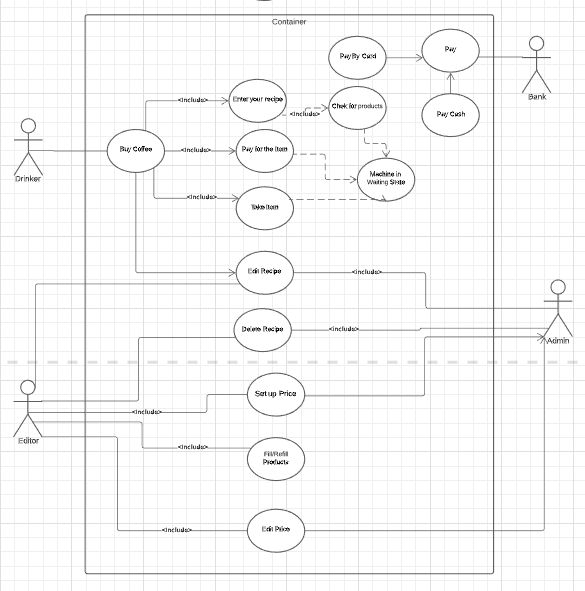 Container
Pay By Card
Pay
Bank
Enter your recipe
<Include>
<Include>
Chek for products
Pay Cash
Drinker
Buy Coffee
<Include>
Pay for the Item
Machine in
Waiting State
<Include>
Take Item
Edit Recipe
<Include>
Delete Recipe
<Include>
Admin
Set up Price
<Include>
Editor
<Include>
Fill/Refill
Products
<Include>
Edit Price